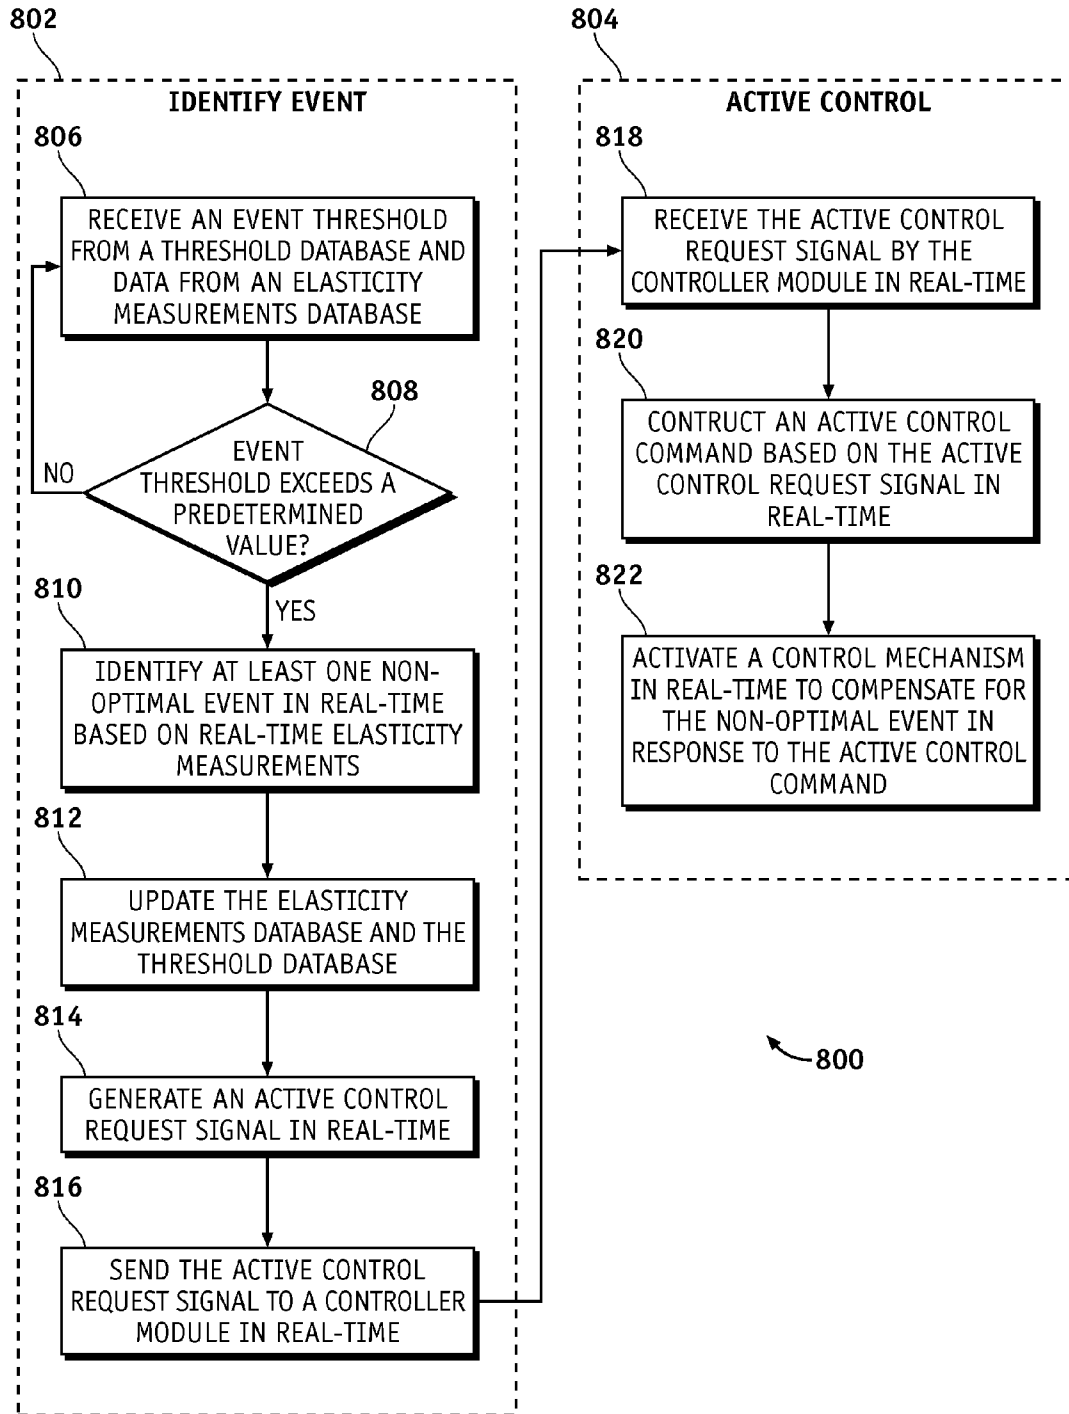 802
IDENTIFY EVENT
806
RECEIVE AN EVENT THRESHOLD
FROM A THRESHOLD DATABASE AND
DATA FROM AN ELASTICITY
MEASUREMENTS DATABASE
808
EVENT
THRESHOLD EXCEEDS A
PREDETERMINED
VALUE?
NO
YES
810
IDENTIFY AT LEAST ONE NON-
OPTIMAL EVENT IN REAL-TIME
BASED ON REAL-TIME ELASTICITY
MEASUREMENTS
812
UPDATE THE ELASTICITY
MEASUREMENTS DATABASE AND THE
THRESHOLD DATABASE
814
GENERATE AN ACTIVE CONTROL
REQUEST SIGNAL IN REAL-TIME
816
SEND THE ACTIVE CONTROL
REQUEST SIGNAL TO A CONTROLLER
MODULE IN REAL-TIME
804
ACTIVE CONTROL
818
RECEIVE THE ACTIVE CONTROL
REQUEST SIGNAL BY THE
CONTROLLER MODULE IN REAL-TIME
820
CONSTRUCT AN ACTIVE CONTROL
COMMAND BASED ON THE ACTIVE
CONTROL REQUEST SIGNAL IN
REAL-TIME
822
ACTIVATE A CONTROL MECHANISM
IN REAL-TIME TO COMPENSATE FOR
THE NON-OPTIMAL EVENT IN
RESPONSE TO THE ACTIVE CONTROL
COMMAND
800